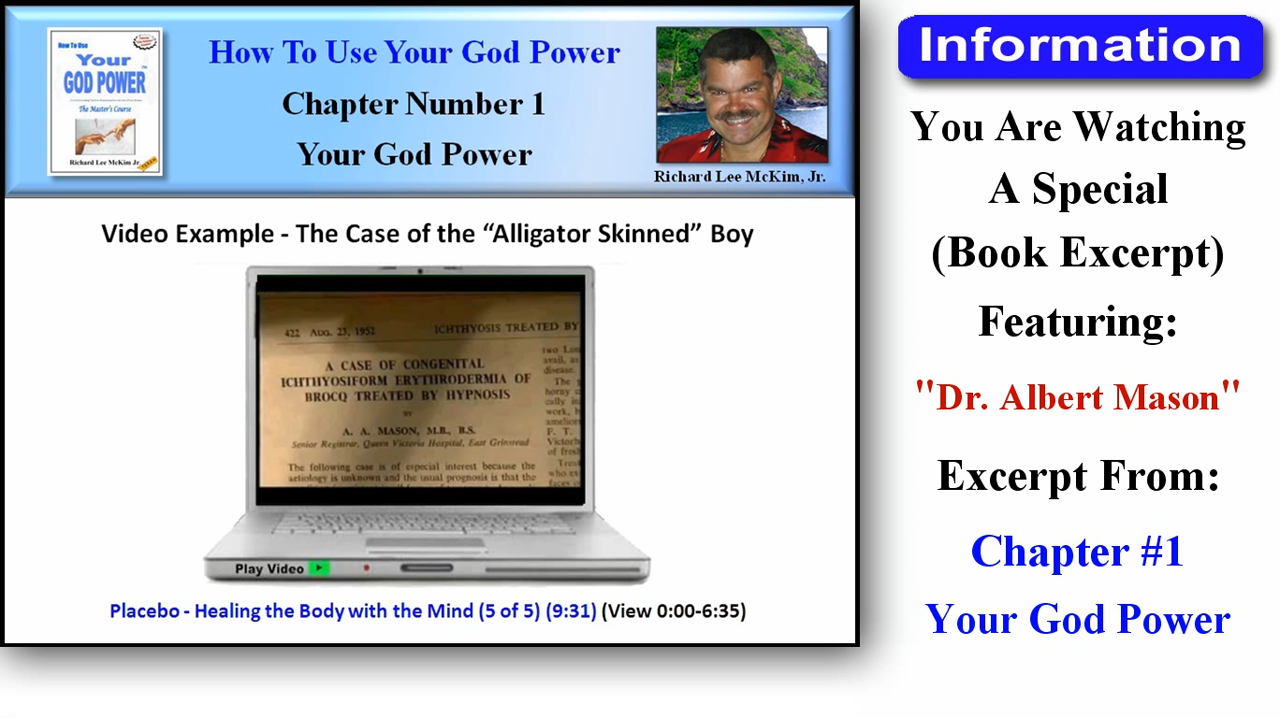 How To Use
Your
GOD POWER
The Master's Course
Richard Lee McKim Jr.
How To Use Your God Power
Chapter Number 1
Your God Power
Richard Lee McKim, Jr.
Video Example - The Case of the “Alligator Skinned” Boy
422 AUG. 23, 1952 ICHTHYOSIS TREATED BY
A CASE OF CONGENITAL
ICHTHYOSIFORM ERYTHRODERMIA OF
BROCQ TREATED BY HYPNOSIS
BY
A. A. MASON, M.B., B.S.
Senior Registrar, Queen Victoria Hospital, East Grinstead
The following case is of especial interest because the
aetiology is unknown and the usual prognosis is that the
Play Video
Placebo - Healing the Body with the Mind (5 of 5) (9:31) (View 0:00-6:35)
Information
You Are Watching
A Special
(Book Excerpt)
Featuring:
"Dr. Albert Mason"
Excerpt From:
Chapter #1
Your God Power